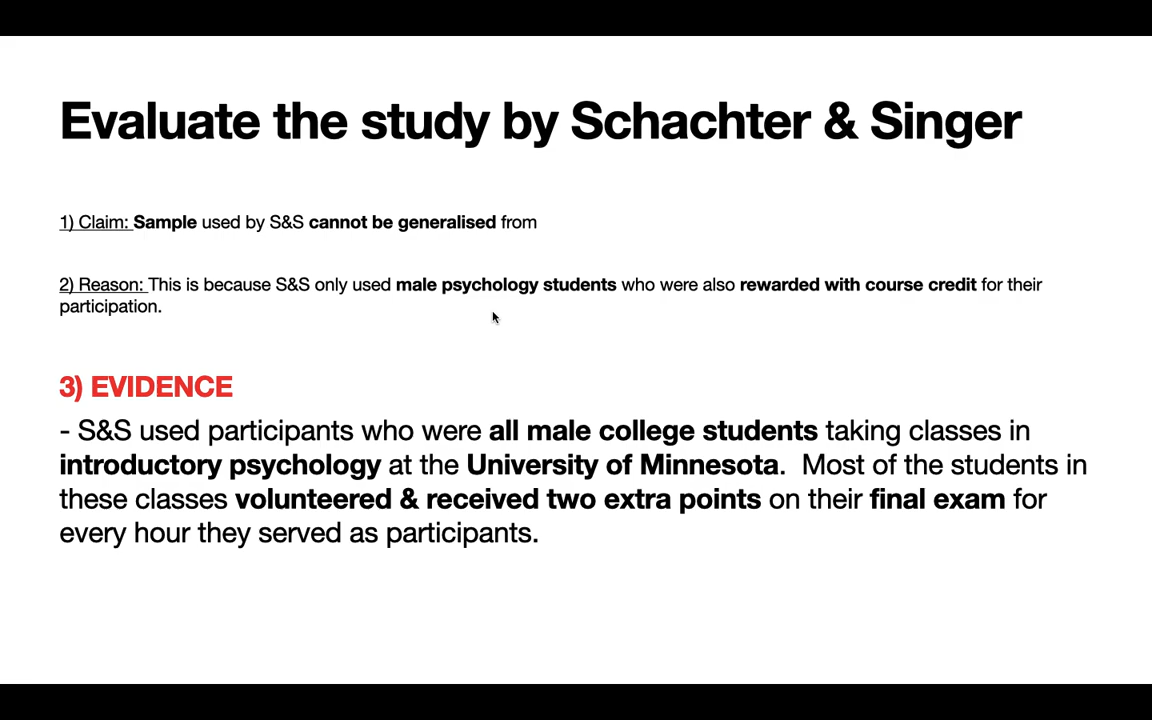 Evaluate the study by Schachter & Singer
1) Claim: Sample used by S&S cannot be generalised from
2) Reason: This is because S&S only used male psychology students who were also rewarded with course credit for their
participation.
3) EVIDENCE
- S&S used participants who were all male college students taking classes in
introductory psychology at the University of Minnesota.  Most of the students in
these classes volunteered & received two extra points on their final exam for
every hour they served as participants.